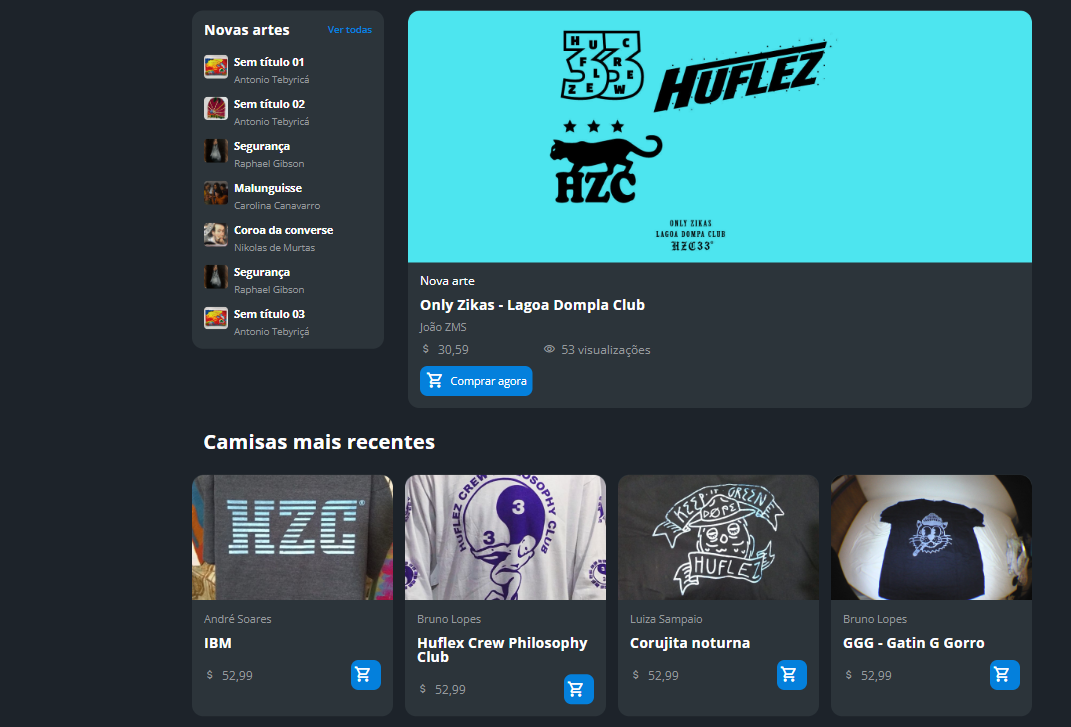 Novas artes
Ver todas
Sem título 01
Antonio Tebyricá
Sem título 02
Antonio Tebyricá
Segurança
Raphael Gibson
Malunguisse
Carolina Canavarro
Coroa da converse
Nikolas de Murtas
Segurança
Raphael Gibson
Sem título 03
Antonio Tebyriçá
33
HUFLEZ CREW
HUFLEZ
HZC
ONLY ZIKAS
LAGOA DOMPA CLUB
HZC33°
Nova arte
Only Zikas - Lagoa Dompla Club
João ZMS
$ 30,59
53 visualizações
Comprar agora
Camisas mais recentes
HZC®
André Soares
IBM
$ 52,99
HUFLEZ CREW PHILOSOPHY CLUB
3
3
Bruno Lopes
Huflex Crew Philosophy
Club
$ 52,99
KEEP IT GREENE
DOPE
HUFLEZ
Luiza Sampaio
Corujita noturna
$ 52,99
Bruno Lopes
GGG - Gatin G Gorro
$ 52,99